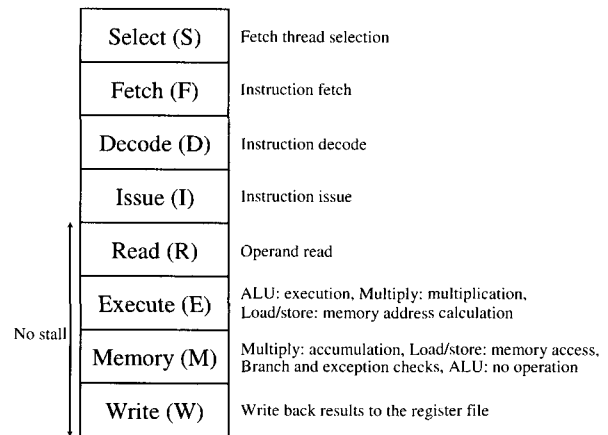 Select (S) Fetch thread selection
Fetch (F) Instruction fetch
Decode (D) Instruction decode
Issue (I) Instruction issue
Read (R) Operand read
Execute (E) ALU: execution, Multiply: multiplication,
Load/store: memory address calculation
No stall
Memory (M) Multiply: accumulation, Load/store: memory access,
Branch and exception checks, ALU: no operation
Write (W) Write back results to the register file